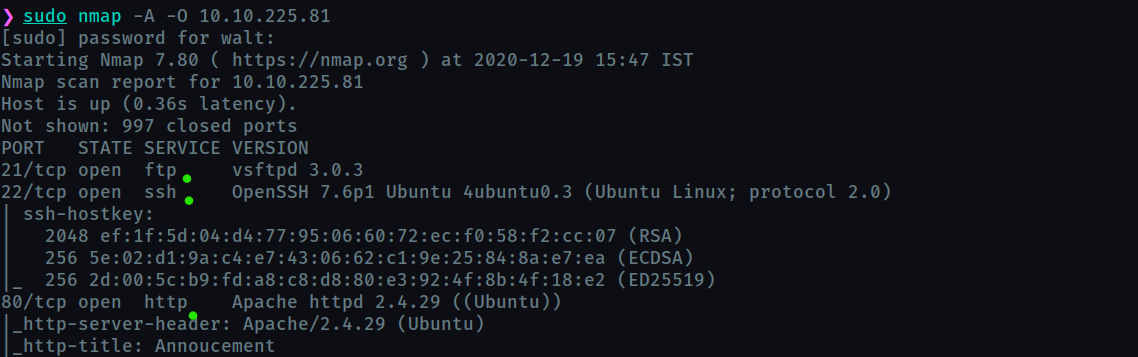 ❯ sudo nmap -A -O 10.10.225.81
[sudo] password for walt:
Starting Nmap 7.80 ( https://nmap.org ) at 2020-12-19 15:47 IST
Nmap scan report for 10.10.225.81
Host is up (0.36s latency).
Not shown: 997 closed ports
PORT   STATE SERVICE VERSION
21/tcp open  ftp     vsftpd 3.0.3
22/tcp open  ssh     OpenSSH 7.6p1 Ubuntu 4ubuntu0.3 (Ubuntu Linux; protocol 2.0)
| ssh-hostkey:
|   2048 ef:1f:5d:04:d4:77:95:06:60:72:ec:f0:58:f2:cc:07 (RSA)
|   256 5e:02:d1:9a:c4:e7:43:06:62:c1:9e:25:84:8a:e7:ea (ECDSA)
|_  256 2d:00:5c:b9:fd:a8:c8:d8:80:e3:92:4f:8b:4f:18:e2 (ED25519)
80/tcp open  http    Apache httpd 2.4.29 ((Ubuntu))
|_http-server-header: Apache/2.4.29 (Ubuntu)
|_http-title: Annoucement